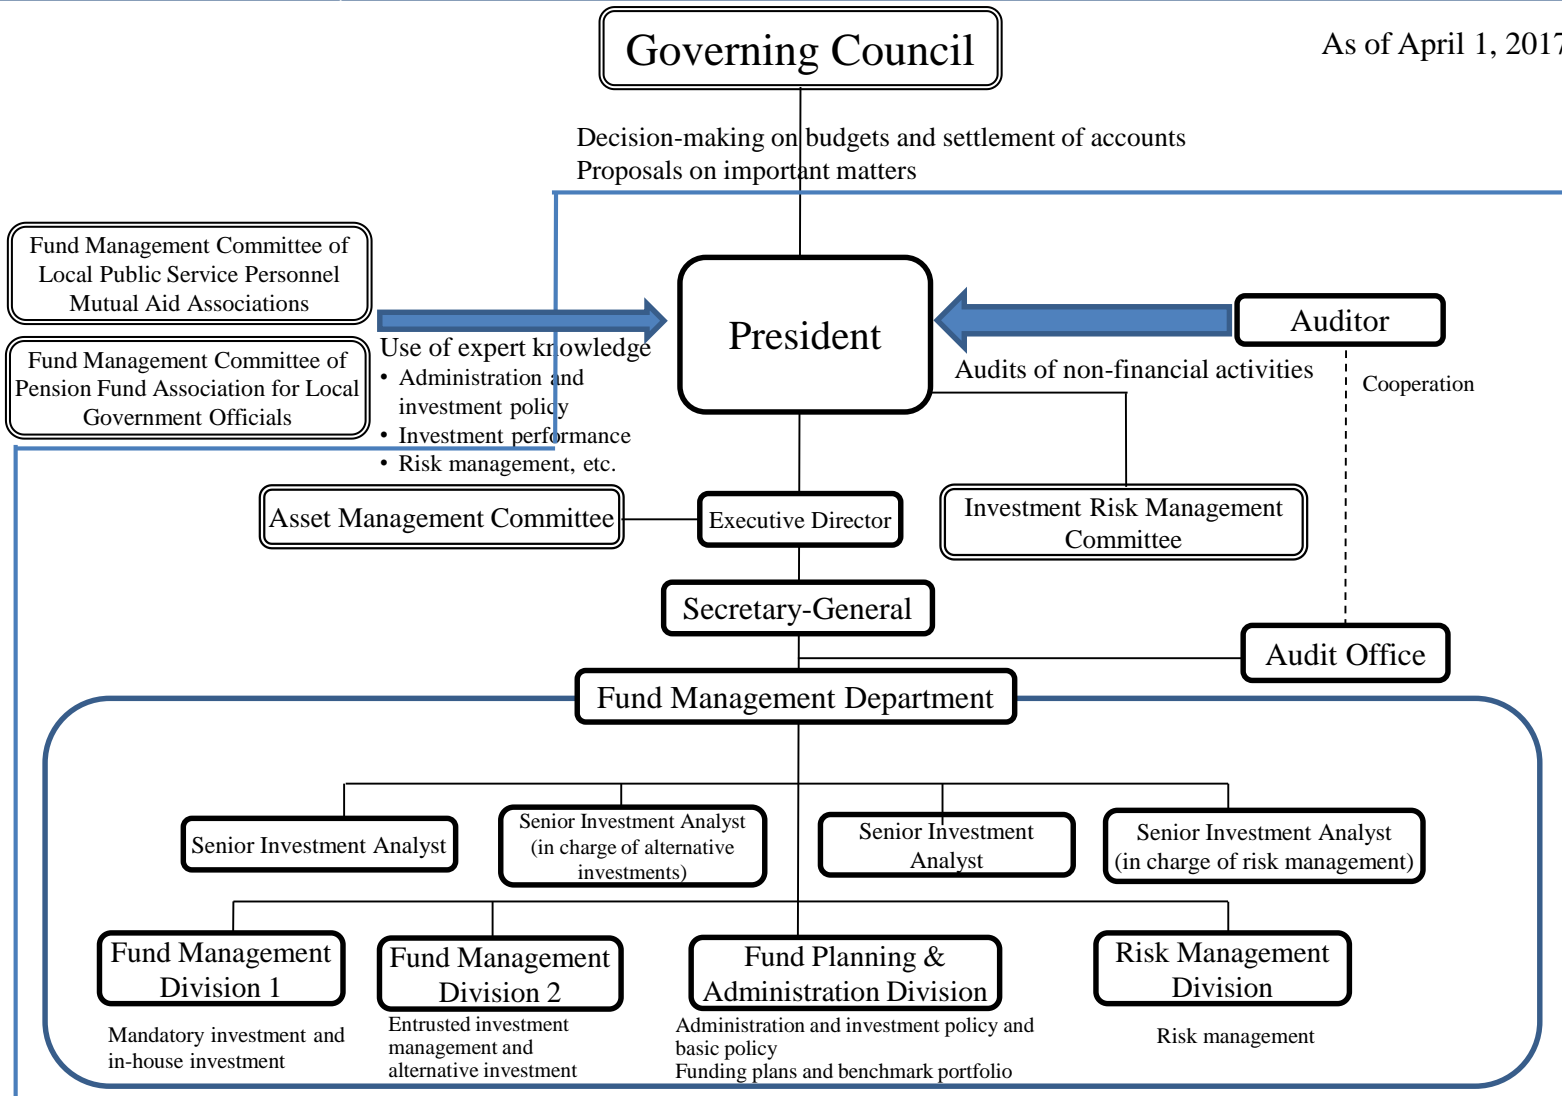 Governing Council
As of April 1, 2017
Decision-making on budgets and settlement of accounts
Proposals on important matters
Fund Management Committee of
Local Public Service Personnel
Mutual Aid Associations
Fund Management Committee of
Pension Fund Association for Local
Government Officials
Use of expert knowledge
• Administration and
investment policy
• Investment performance
• Risk management, etc.
President
Auditor
Audits of non-financial activities
Cooperation
Asset Management Committee
Executive Director
Investment Risk Management
Committee
Secretary-General
Audit Office
Fund Management Department
Senior Investment Analyst
Senior Investment Analyst
(in charge of alternative
investments)
Senior Investment
Analyst
Senior Investment Analyst
(in charge of risk management)
Fund Management
Division 1
Mandatory investment and
in-house investment
Fund Management
Division 2
Entrusted investment
management and
alternative investment
Fund Planning &
Administration Division
Administration and investment policy and
basic policy
Funding plans and benchmark portfolio
Risk Management
Division
Risk management